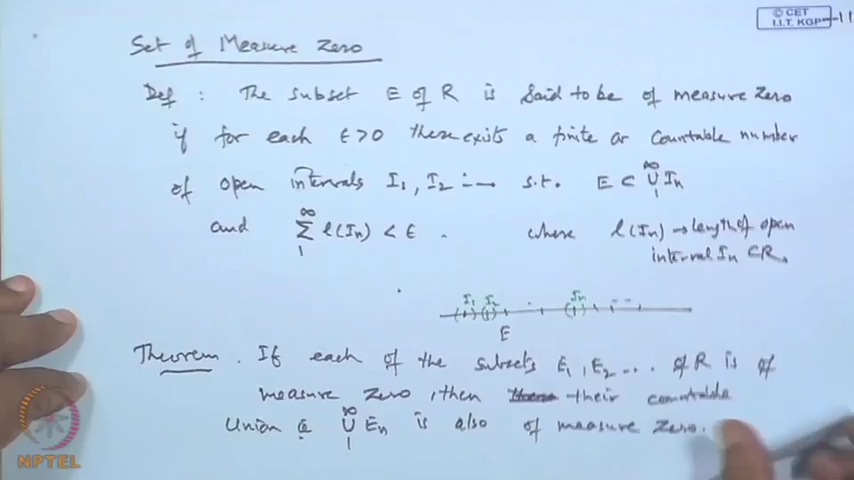 © CET
I.I.T. KGP
Set of Measure Zero
Def : The subset E of R is said to be of measure zero
if for each ε>0 there exists a finite or countable number
of open intervals I₁, I₂ --- s.t. E ⊂ ∞∪1 Iₙ
and ∞Σ1 ℓ(Iₙ) < ε . where ℓ(Iₙ) → length of open
interval Iₙ ⊂ R.
I₁ I₂ Iₙ
E
Theorem . If each of the subsets E₁, E₂ --- of R is of
measure zero, then their countable
Union ∞∪1 Eₙ is also of measure zero.
NPTEL